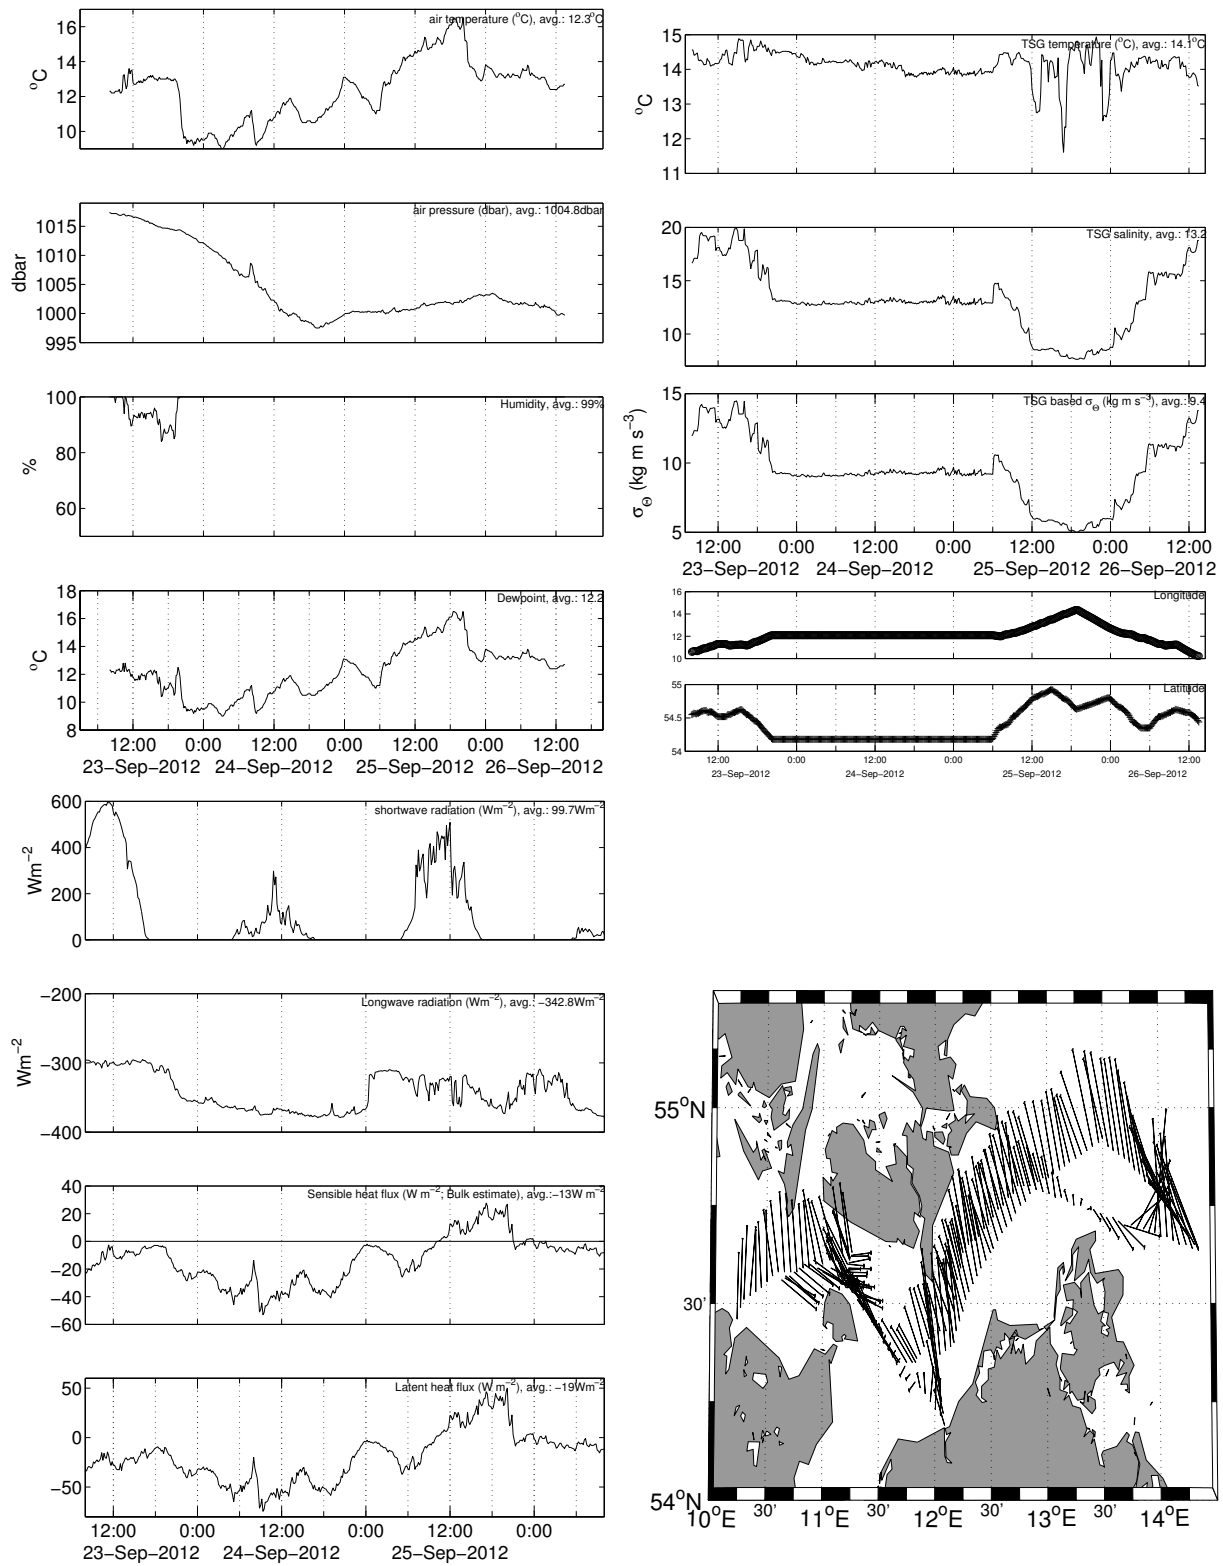 air temperature (°C), avg.: 12.3°C
16
14
12
10
°C
air pressure (dbar), avg.: 1004.8dbar
1015
1010
1005
1000
995
dbar
Humidity, avg.: 99%
100
80
60
%
Dewpoint, avg.: 12.2
18
16
14
12
10
8
°C
12:00 0:00 12:00 0:00 12:00 0:00 12:00
23−Sep−2012 24−Sep−2012 25−Sep−2012 26−Sep−2012
shortwave radiation (Wm⁻²), avg.: 99.7Wm⁻²
600
400
200
0
Wm⁻²
Longwave radiation (Wm⁻²), avg.: −342.8Wm⁻²
−200
−300
−400
Wm⁻²
Sensible heat flux (W m⁻²; Bulk estimate), avg.:−13W m⁻²
40
20
0
−20
−40
−60
Latent heat flux (W m⁻²), avg.: −19Wm⁻²
50
0
−50
12:00 0:00 12:00 0:00 12:00 0:00
23−Sep−2012 24−Sep−2012 25−Sep−2012
TSG temperature (°C), avg.: 14.1°C
15
14
13
12
11
°C
TSG salinity, avg.: 13.2
20
15
10
TSG based σΘ (kg m s⁻³), avg.: 9.4
15
10
5
σΘ (kg m s⁻³)
12:00 0:00 12:00 0:00 12:00 0:00 12:00
23−Sep−2012 24−Sep−2012 25−Sep−2012 26−Sep−2012
Longitude
16
14
12
10
Latitude
55
54.5
54
12:00 0:00 12:00 0:00 12:00 0:00 12:00
23−Sep−2012 24−Sep−2012 25−Sep−2012 26−Sep−2012
55°N
30'
54°N
10°E 30' 11°E 30' 12°E 30' 13°E 30' 14°E